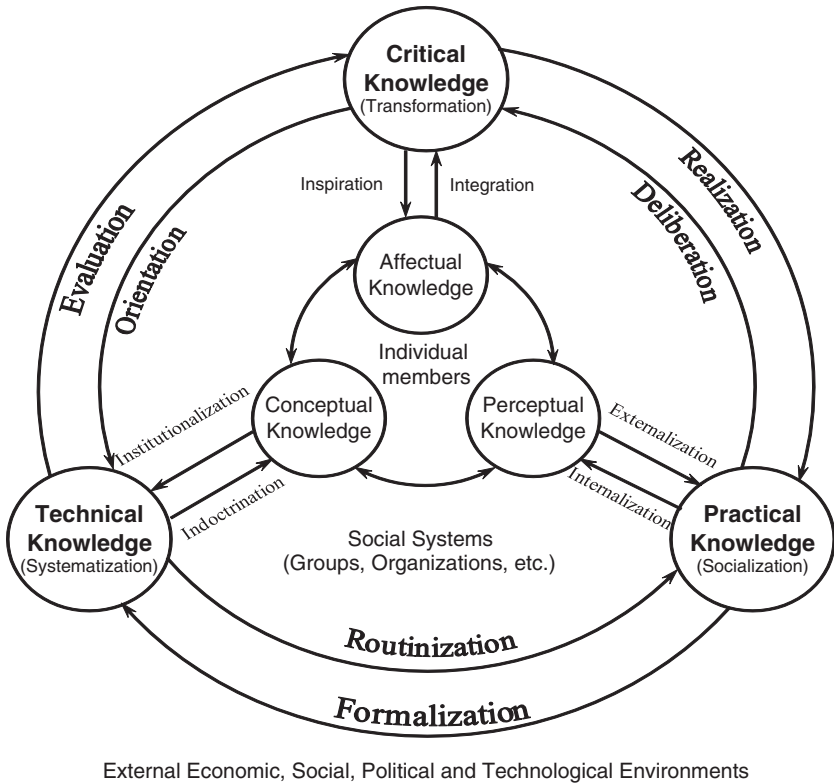 Critical
Knowledge
(Transformation)
Realization
Deliberation
Evaluation
Orientation
Inspiration
Integration
Affectual
Knowledge
Individual
members
Conceptual
Knowledge
Perceptual
Knowledge
Institutionalization
Indoctrination
Externalization
Internalization
Technical
Knowledge
(Systematization)
Practical
Knowledge
(Socialization)
Social Systems
(Groups, Organizations, etc.)
Routinization
Formalization
External Economic, Social, Political and Technological Environments